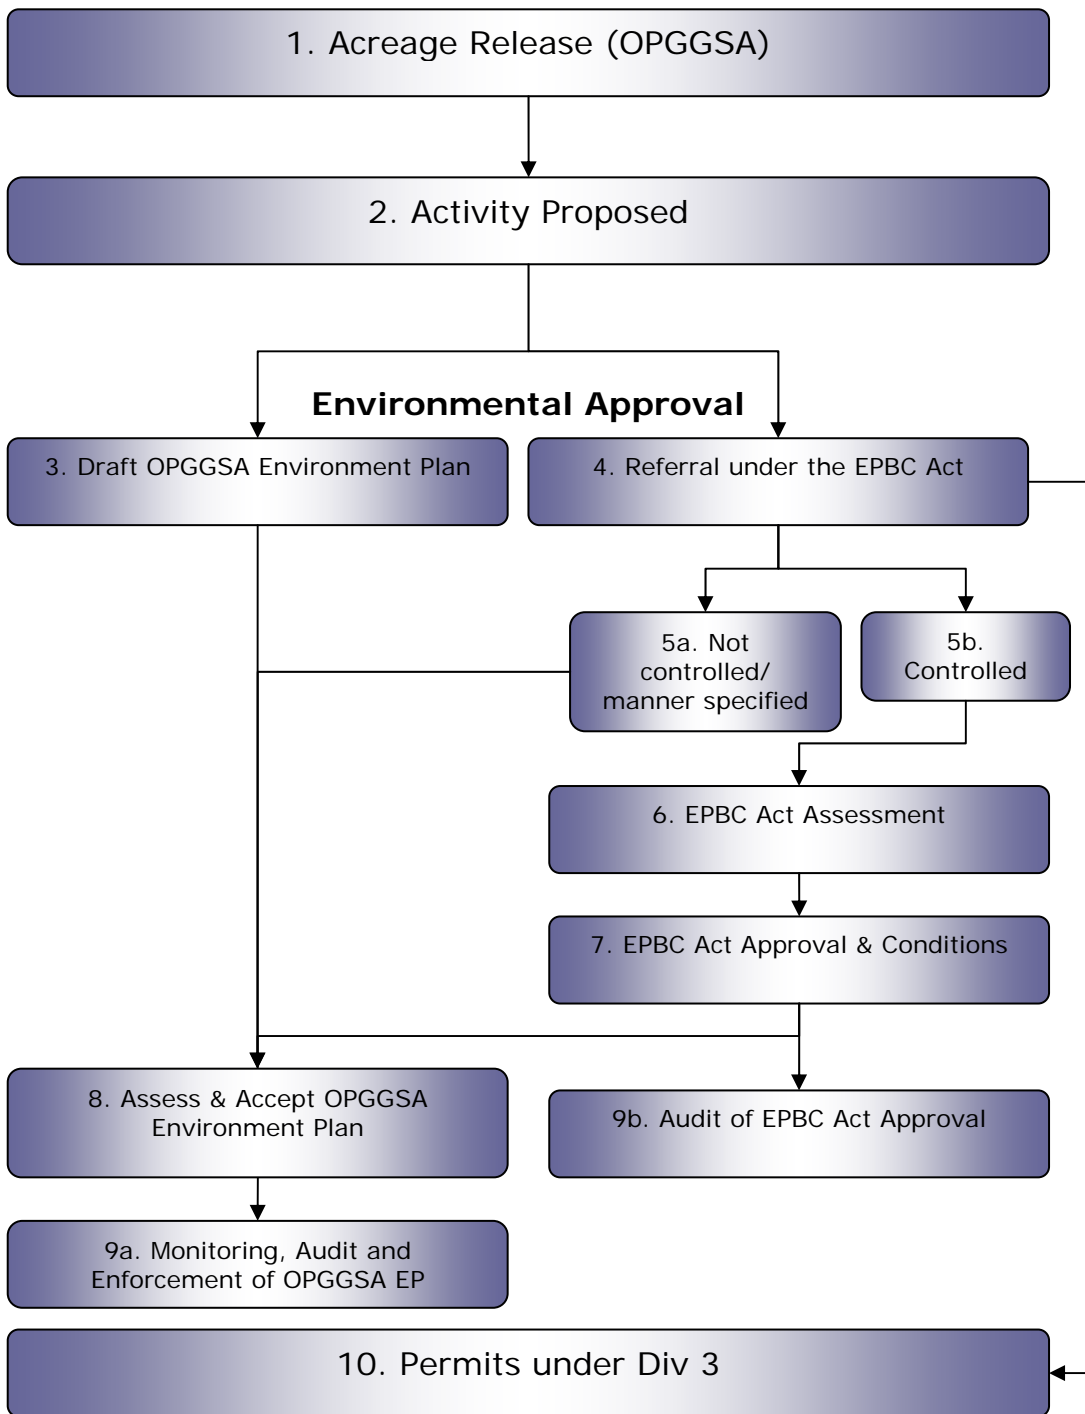 1. Acreage Release (OPGGSA)
2. Activity Proposed
Environmental Approval
3. Draft OPGGSA Environment Plan
4. Referral under the EPBC Act
5a. Not
controlled/
manner specified
5b.
Controlled
6. EPBC Act Assessment
7. EPBC Act Approval & Conditions
8. Assess & Accept OPGGSA
Environment Plan
9b. Audit of EPBC Act Approval
9a. Monitoring, Audit and
Enforcement of OPGGSA EP
10. Permits under Div 3